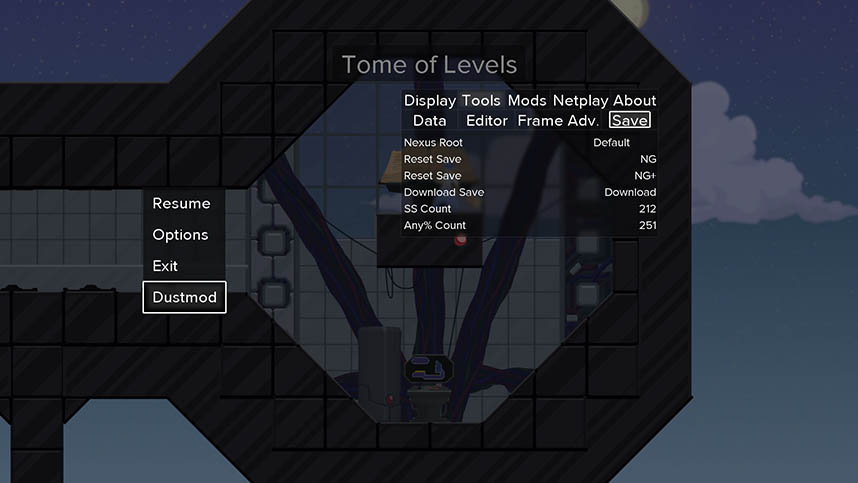 Tome of Levels
Display Tools Mods Netplay About
Data Editor Frame Adv. Save
Nexus Root Default
Reset Save NG
Reset Save NG+
Download Save Download
SS Count 212
Any% Count 251
Resume
Options
Exit
Dustmod